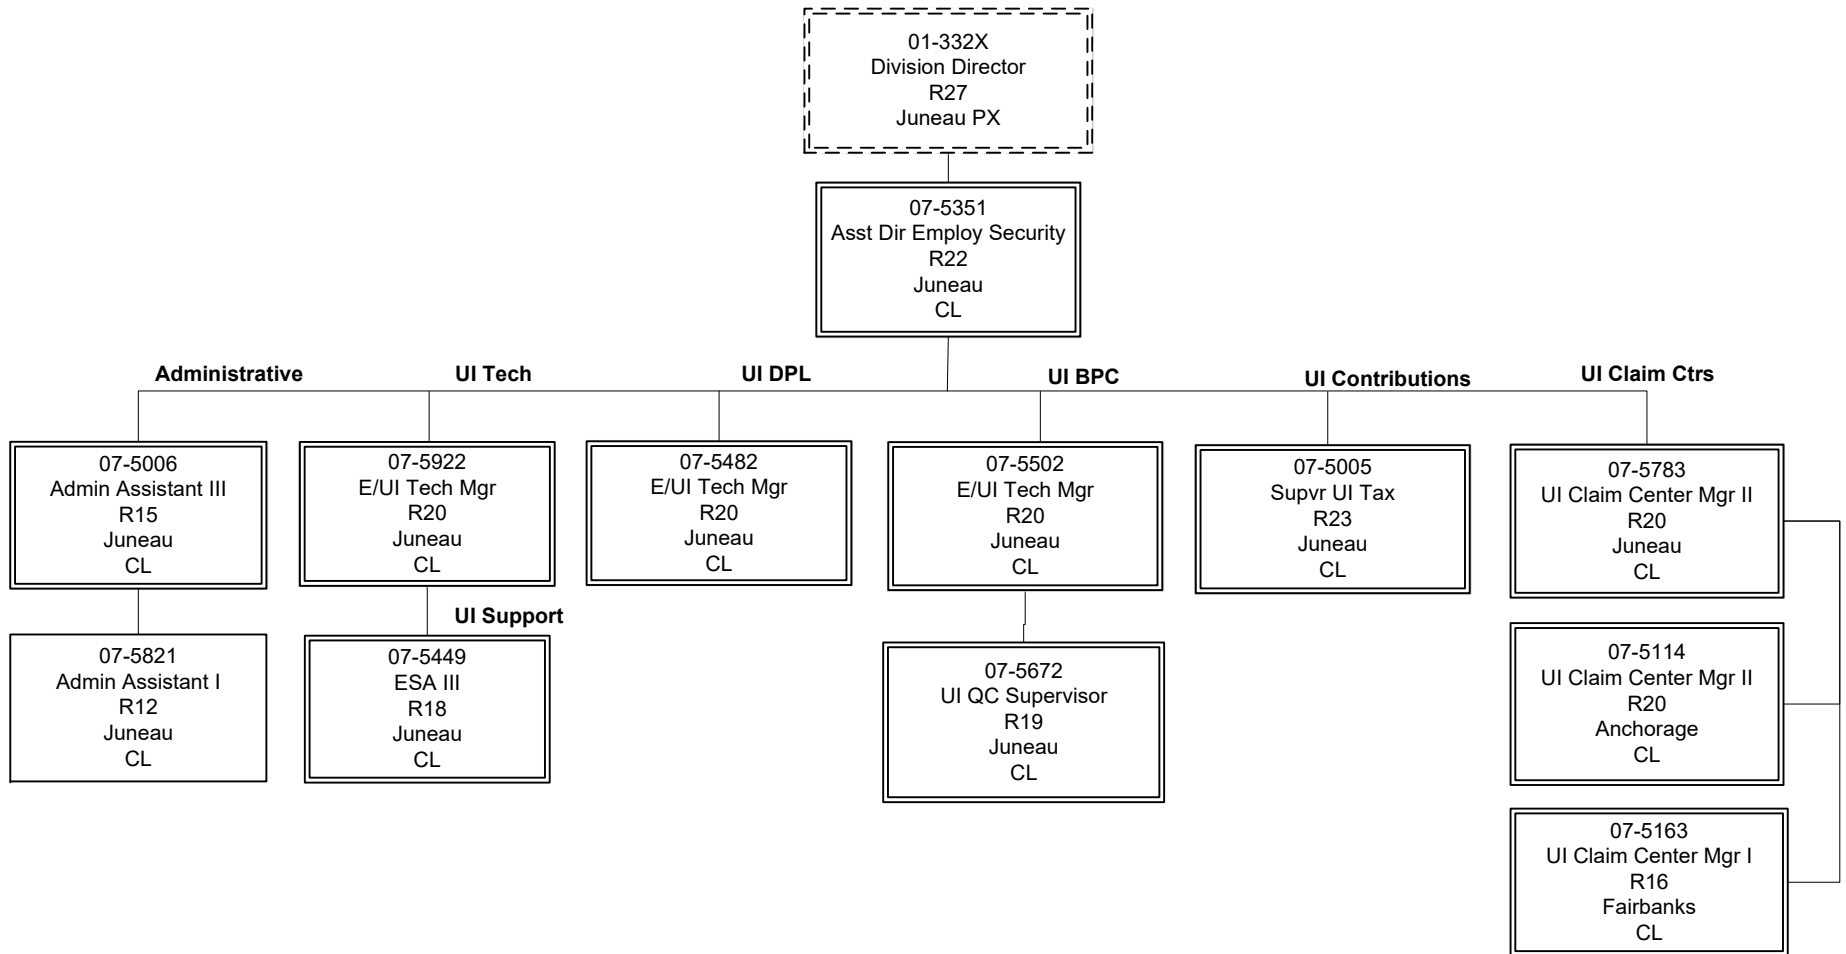 01-332X
Division Director
R27
Juneau PX
07-5351
Asst Dir Employ Security
R22
Juneau
CL
Administrative
UI Tech
UI DPL
UI BPC
UI Contributions
UI Claim Ctrs
07-5006
Admin Assistant III
R15
Juneau
CL
07-5922
E/UI Tech Mgr
R20
Juneau
CL
07-5482
E/UI Tech Mgr
R20
Juneau
CL
07-5502
E/UI Tech Mgr
R20
Juneau
CL
07-5005
Supvr UI Tax
R23
Juneau
CL
07-5783
UI Claim Center Mgr II
R20
Juneau
CL
UI Support
07-5821
Admin Assistant I
R12
Juneau
CL
07-5449
ESA III
R18
Juneau
CL
07-5672
UI QC Supervisor
R19
Juneau
CL
07-5114
UI Claim Center Mgr II
R20
Anchorage
CL
07-5163
UI Claim Center Mgr I
R16
Fairbanks
CL